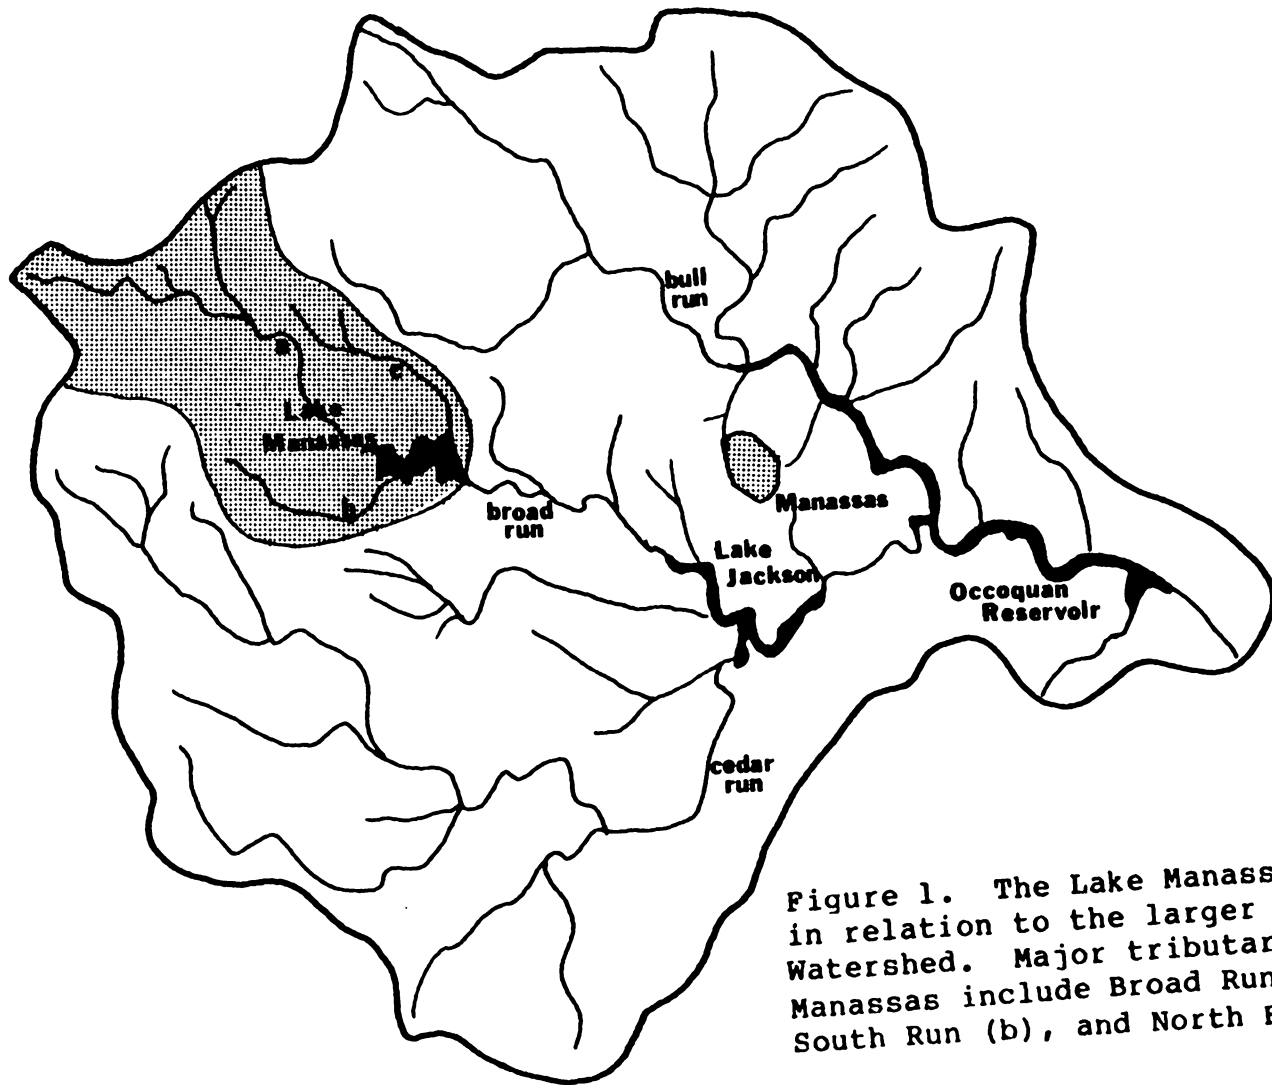 bull
run
a
c
Lake
Manassas
b
broad
run
Manassas
Lake
Jackson
Occoquan
Reservoir
cedar
run
Figure 1. The Lake Manass
in relation to the larger
Watershed. Major tributar
Manassas include Broad Run
South Run (b), and North